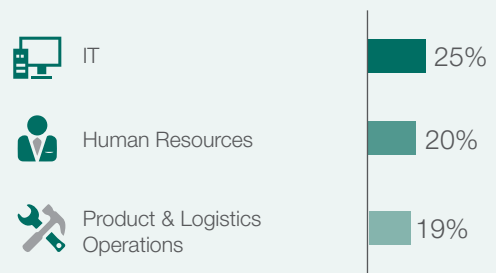 IT
25%
Human Resources
20%
Product & Logistics
Operations
19%